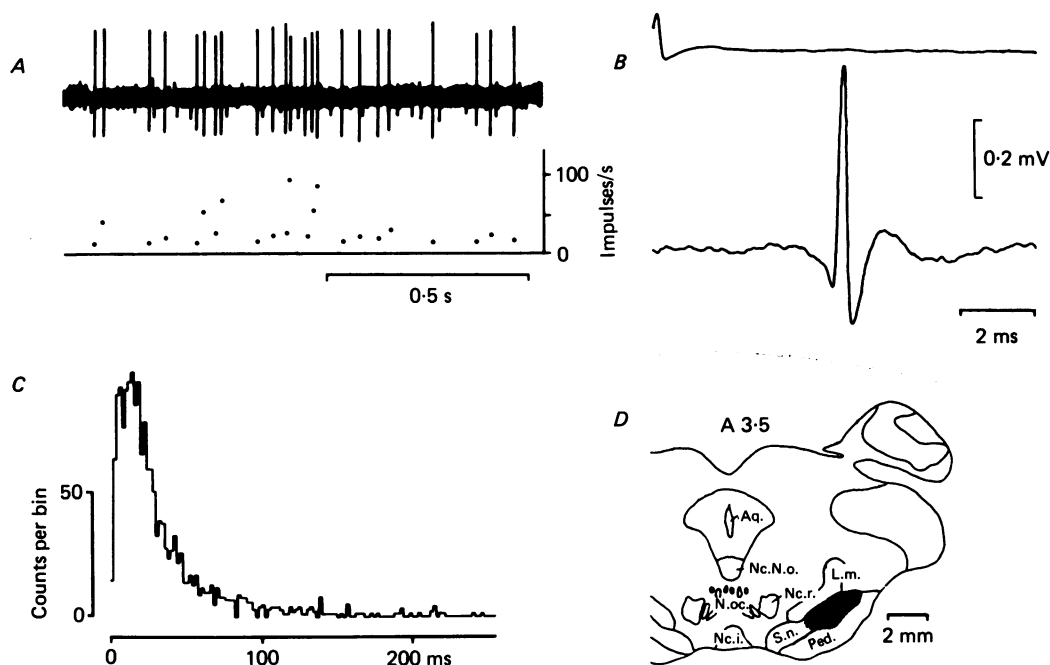 A
100
0
Impulses/s
0·5 s
B
0·2 mV
2 ms
C
50
0
Counts per bin
0 100 200 ms
D
A 3·5
Aq.
Nc.N.o.
L.m.
Nc.r.
N.oc.
S.n.
Ped.
Nc.i.
2 mm